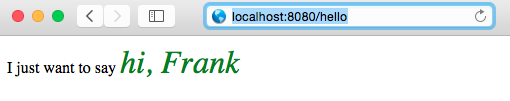 localhost:8080/hello
I just want to say hi, Frank